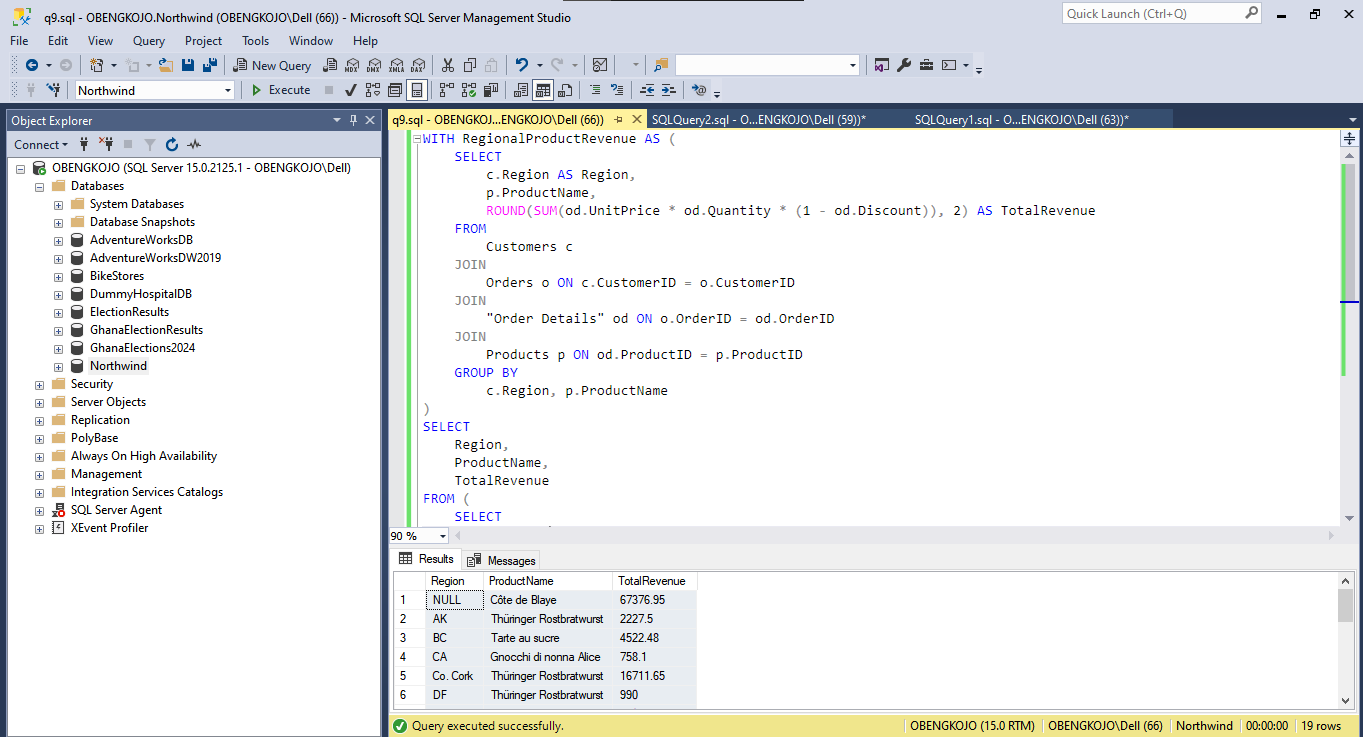 q9.sql - OBENGKOJO.Northwind (OBENGKOJO\Dell (66)) - Microsoft SQL Server Management Studio
Quick Launch (Ctrl+Q)
File Edit View Query Project Tools Window Help
New Query MDX DMX XMLA DAX
Northwind Execute
Object Explorer
Connect
OBENGKOJO (SQL Server 15.0.2125.1 - OBENGKOJO\Dell)
Databases
System Databases
Database Snapshots
AdventureWorksDB
AdventureWorksDW2019
BikeStores
DummyHospitalDB
ElectionResults
GhanaElectionResults
GhanaElections2024
Northwind
Security
Server Objects
Replication
PolyBase
Always On High Availability
Management
Integration Services Catalogs
SQL Server Agent
XEvent Profiler
q9.sql - OBENGKOJ...ENGKOJO\Dell (66)) SQLQuery2.sql - O...ENGKOJO\Dell (59))* SQLQuery1.sql - O...ENGKOJO\Dell (63))*
WITH RegionalProductRevenue AS (
SELECT
c.Region AS Region,
p.ProductName,
ROUND(SUM(od.UnitPrice * od.Quantity * (1 - od.Discount)), 2) AS TotalRevenue
FROM
Customers c
JOIN
Orders o ON c.CustomerID = o.CustomerID
JOIN
"Order Details" od ON o.OrderID = od.OrderID
JOIN
Products p ON od.ProductID = p.ProductID
GROUP BY
c.Region, p.ProductName
)
SELECT
Region,
ProductName,
TotalRevenue
FROM (
SELECT
90 %
Results Messages
Region ProductName TotalRevenue
1 NULL Côte de Blaye 67376.95
2 AK Thüringer Rostbratwurst 2227.5
3 BC Tarte au sucre 4522.48
4 CA Gnocchi di nonna Alice 758.1
5 Co. Cork Thüringer Rostbratwurst 16711.65
6 DF Thüringer Rostbratwurst 990
Query executed successfully. OBENGKOJO (15.0 RTM) OBENGKOJO\Dell (66) Northwind 00:00:00 19 rows